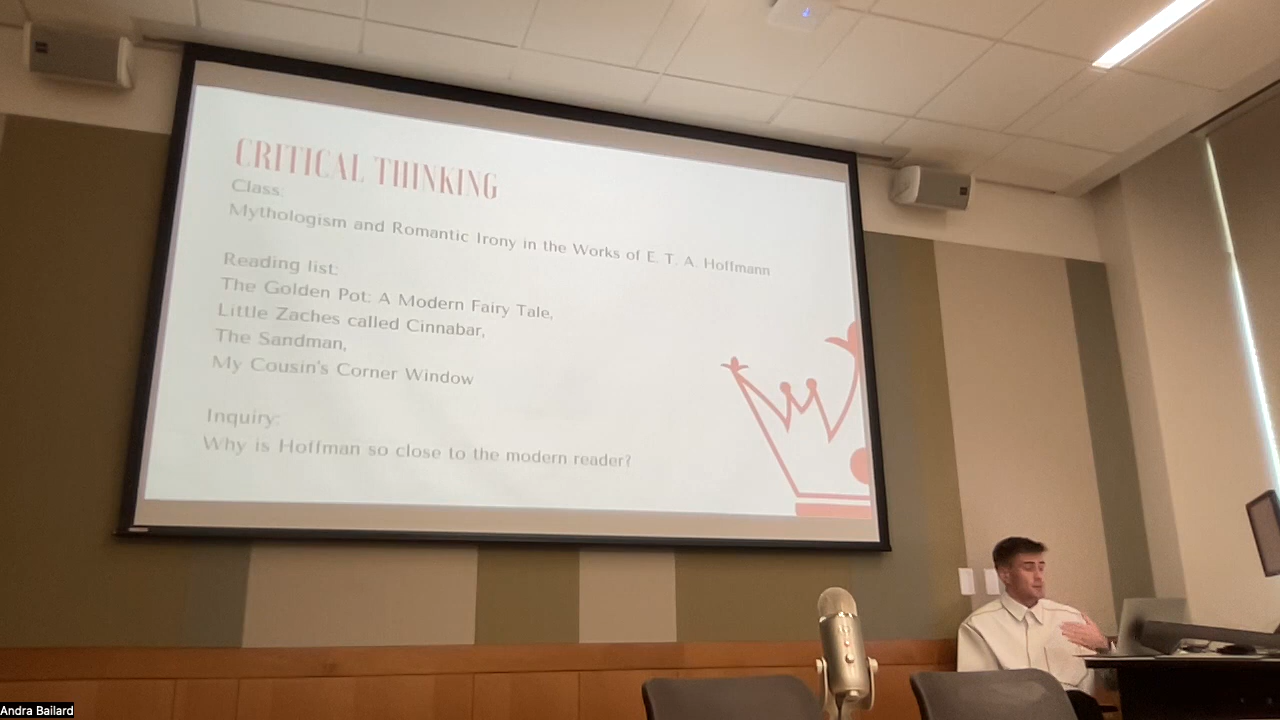 CRITICAL THINKING
Class:
Mythologism and Romantic Irony in the Works of E. T. A. Hoffmann
Reading list:
The Golden Pot: A Modern Fairy Tale,
Little Zaches called Cinnabar,
The Sandman,
My Cousin's Corner Window
Inquiry:
Why is Hoffman so close to the modern reader?
Andra Bailard